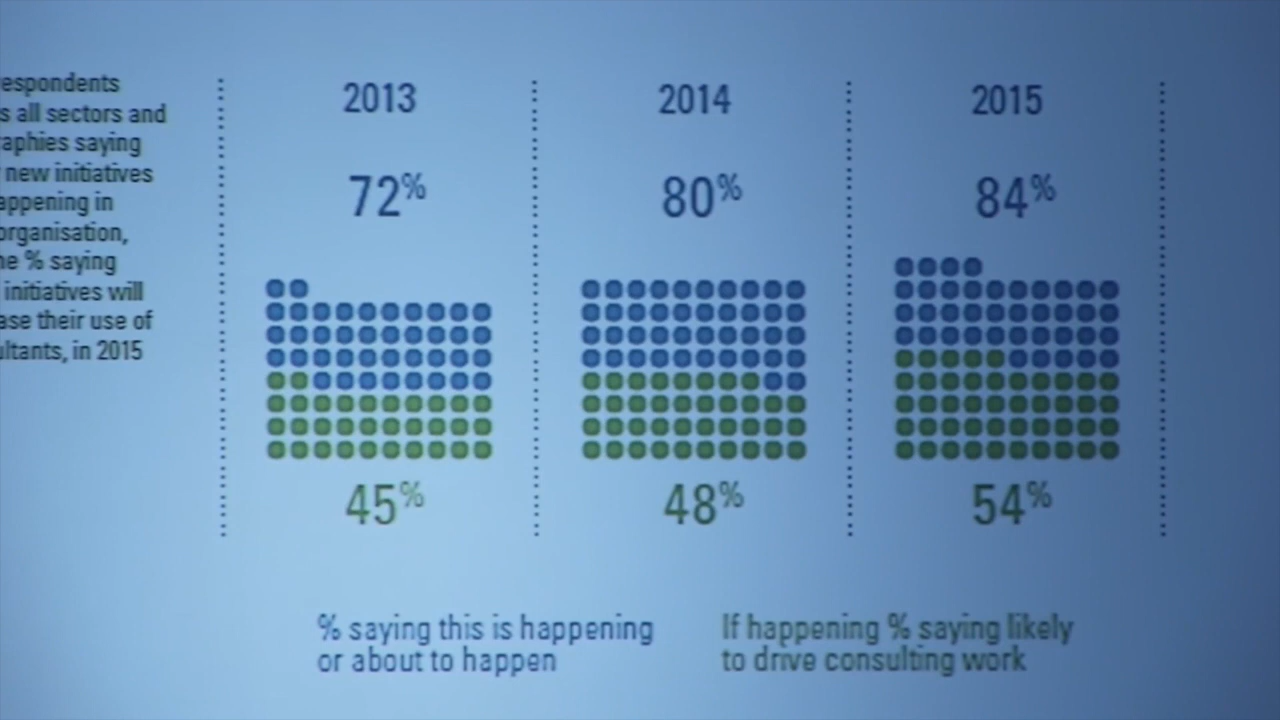 espondents
s all sectors and
aphies saying
new initiatives
appening in
organisation,
he % saying
initiatives will
ase their use of
ultants, in 2015
2013
2014
2015
72%
80%
84%
45%
48%
54%
% saying this is happening
or about to happen
If happening % saying likely
to drive consulting work